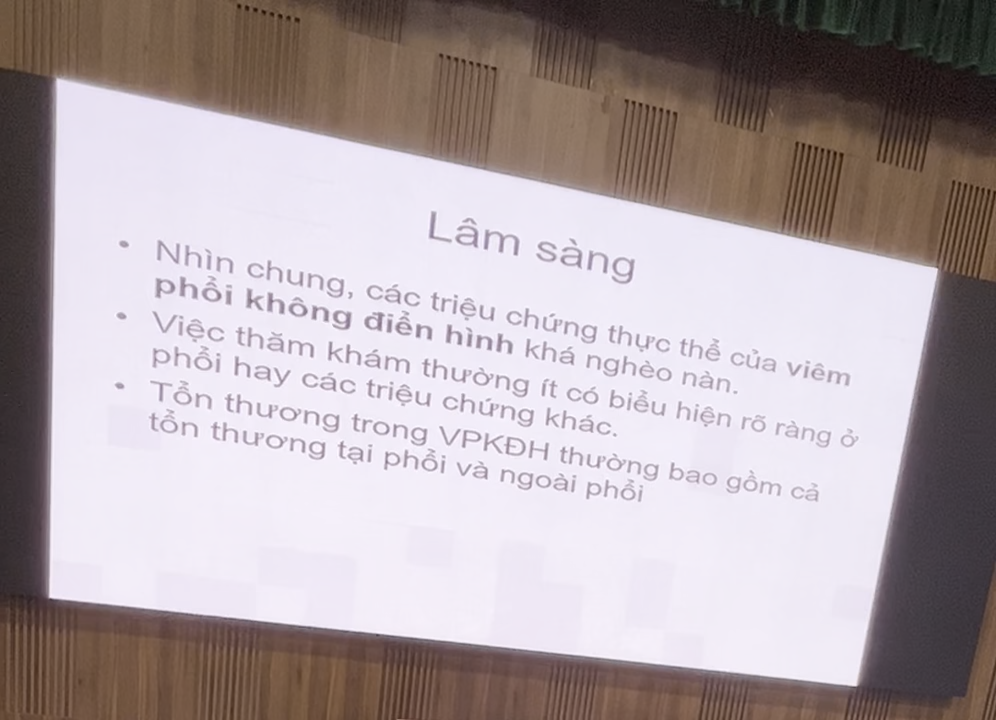 Lâm sàng
• Nhìn chung, các triệu chứng thực thể của viêm
phổi không điển hình khá nghèo nàn.
• Việc thăm khám thường ít có biểu hiện rõ ràng ở
phổi hay các triệu chứng khác.
• Tổn thương trong VPKĐH thường bao gồm cả
tổn thương tại phổi và ngoài phổi